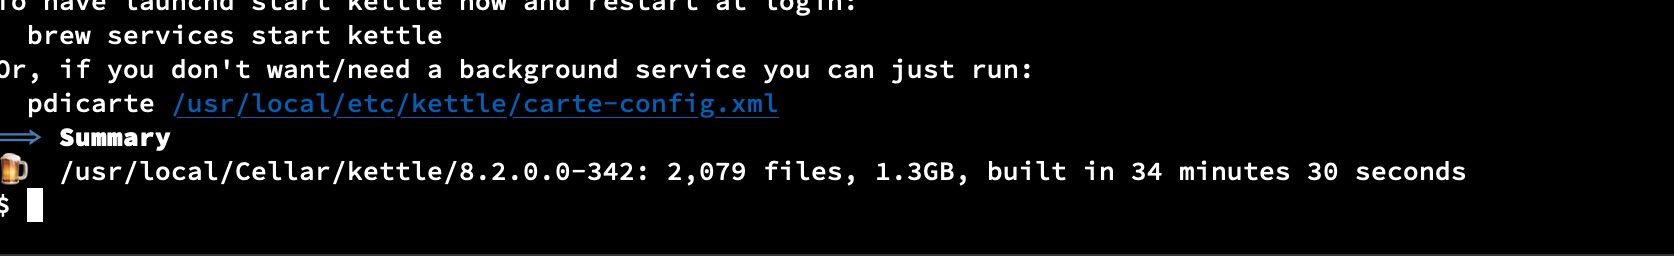 To have launchd start kettle now and restart at login:
brew services start kettle
Or, if you don't want/need a background service you can just run:
pdicarte /usr/local/etc/kettle/carte-config.xml
==> Summary
🍺 /usr/local/Cellar/kettle/8.2.0.0-342: 2,079 files, 1.3GB, built in 34 minutes 30 seconds
$